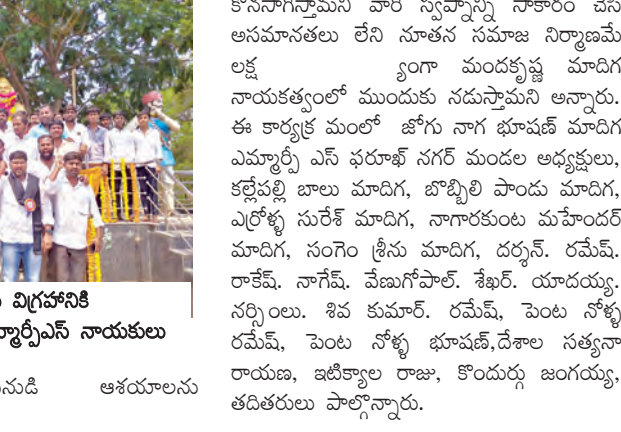 విగ్రహానికి
నాయకులు
ఆశయాలను
కొనసాగిస్తామని వారి స్వప్నాన్ని సాకారం చేసి
అసమానతలు లేని నూతన సమాజ నిర్మాణమే
లక్ష ్యంగా మందకృష్ణ మాదిగ
నాయకత్వంలో ముందుకు నడుస్తామని అన్నారు.
ఈ కార్యక్ర మంలో జోగు నాగ భూషణ్ మాదిగ
ఎమ్మార్పీ ఎస్ ఫరూఖ్ నగర్ మండల అధ్యక్షులు,
కల్లేపల్లి బాలు మాదిగ, బొబ్బిలి పాండు మాదిగ,
ఎర్రోళ్ళ సురేశ్ మాదిగ, నాగారకుంట మహేందర్
మాదిగ, సంగెం శ్రీను మాదిగ, దర్శన్. రమేష్.
రాకేష్. నాగేష్. వేణుగోపాల్. శేఖర్. యాదయ్య.
నర్సింలు. శివ కుమార్. రమేష్, పెంట నోళ్ళ
రమేష్, పెంట నోళ్ళ భూషణ్,దేశాల సత్యనా
రాయణ, ఇటిక్యాల రాజు, కొందుర్గు జంగయ్య,
తదితరులు పాల్గొన్నారు.